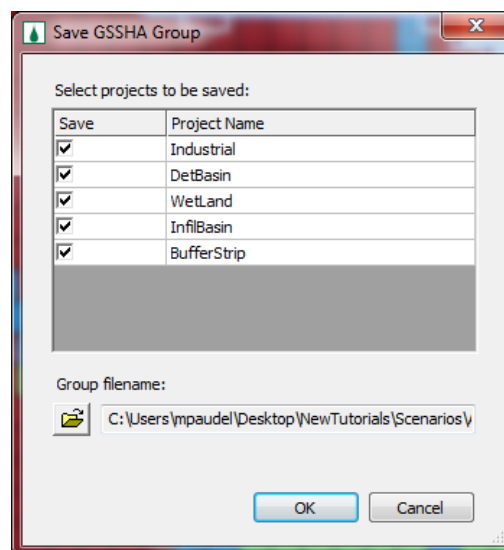 Save GSSHA Group
Select projects to be saved:
Save Project Name
Industrial
DetBasin
WetLand
InfilBasin
BufferStrip
Group filename:
C:\Users\mpaudel\Desktop\NewTutorials\Scenarios\
OK Cancel